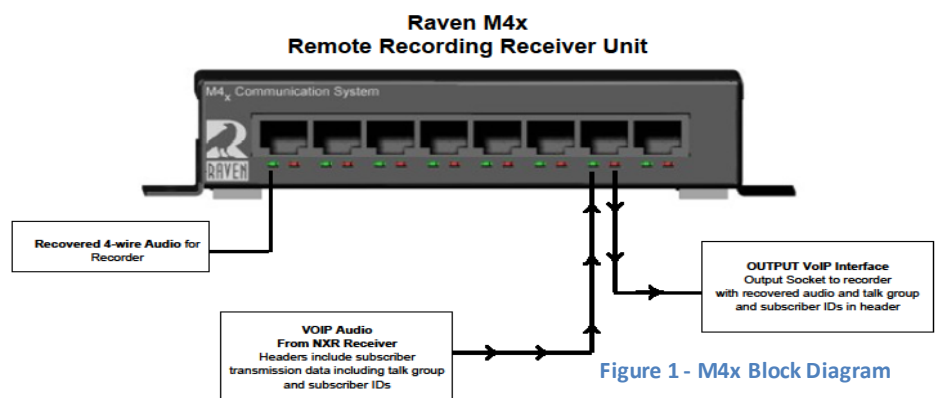 Raven M4x
Remote Recording Receiver Unit
M4x Communication System
RAVEN
Recovered 4-wire Audio for
Recorder
OUTPUT VoIP Interface
Output Socket to recorder
with recovered audio and talk group
and subscriber IDs in header
VOIP Audio
From NXR Receiver
Headers include subscriber
transmission data including talk group
and subscriber IDs
Figure 1 - M4x Block Diagram